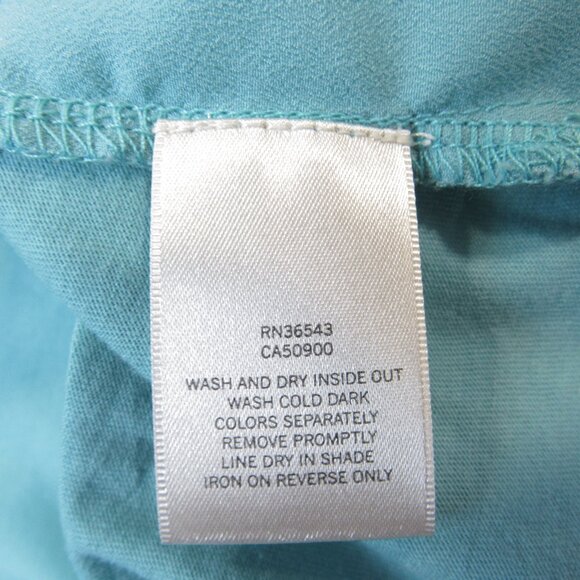 RN36543
CA50900
WASH AND DRY INSIDE OUT
WASH COLD DARK
COLORS SEPARATELY
REMOVE PROMPTLY
LINE DRY IN SHADE
IRON ON REVERSE ONLY